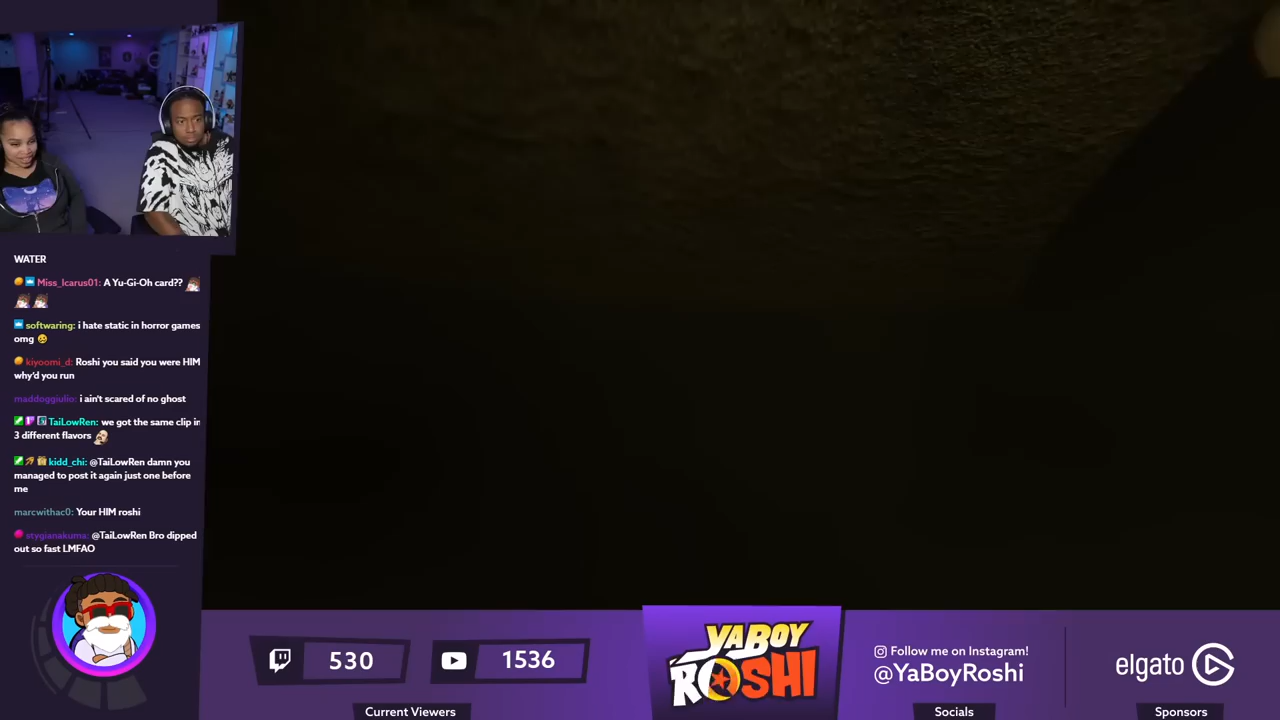 WATER
Miss_Icarus01: A Yu-Gi-Oh card??
softwaring: i hate static in horror games
omg
kiyoomi_d: Roshi you said you were HIM
why'd you run
maddoggiulio: i ain't scared of no ghost
TaiLowRen: we got the same clip in
3 different flavors
kidd_chi: @TaiLowRen damn you
managed to post it again just one before
me
marcwithac0: Your HIM roshi
stygianakuma: @TaiLowRen Bro dipped
out so fast LMFAO
530
1536
Current Viewers
YABOY
ROSHI
Follow me on Instagram!
@YaBoyRoshi
Socials
elgato
Sponsors